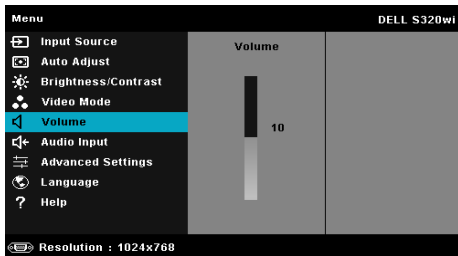 Menu
DELL S320wi
Input Source
Auto Adjust
Brightness/Contrast
Video Mode
Volume
Audio Input
Advanced Settings
Language
? Help
Volume
10
Resolution : 1024x768